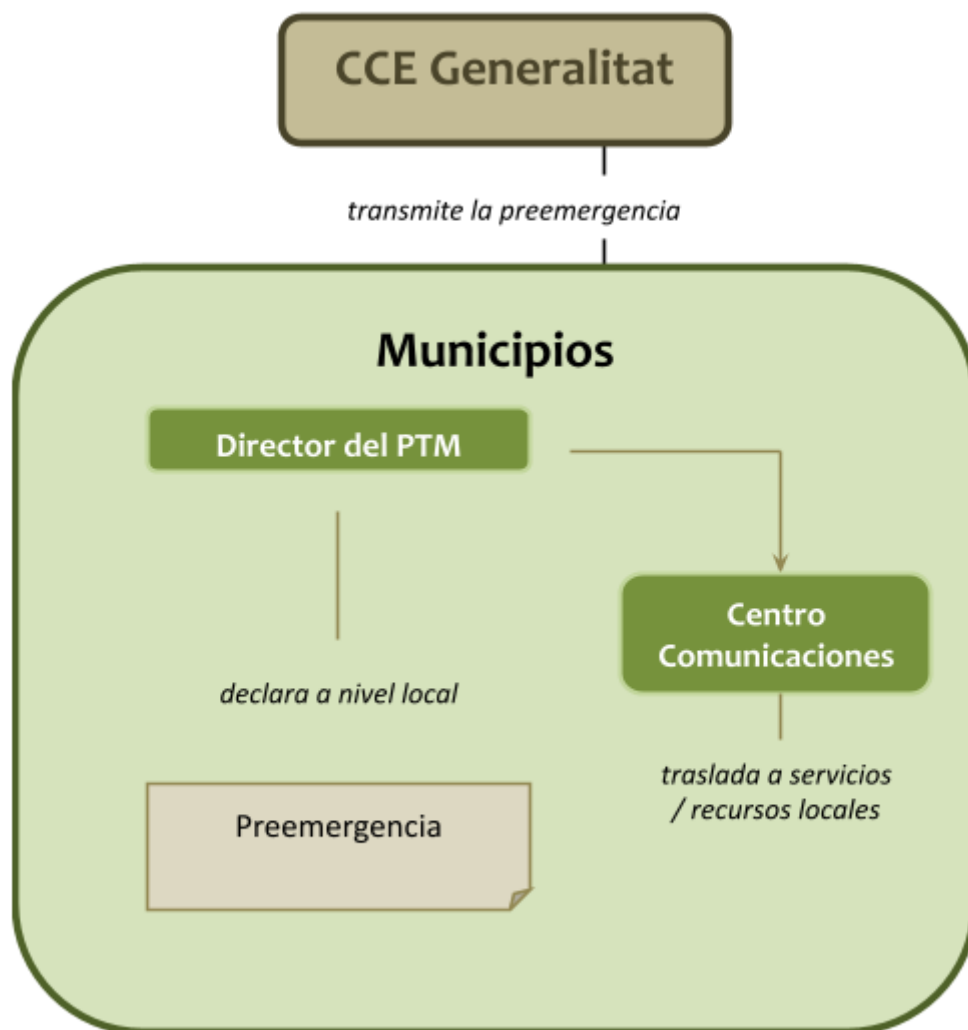 CCE Generalitat
transmite la preemergencia
Municipios
Director del PTM
Centro
Comunicaciones
declara a nivel local
traslada a servicios
/ recursos locales
Preemergencia